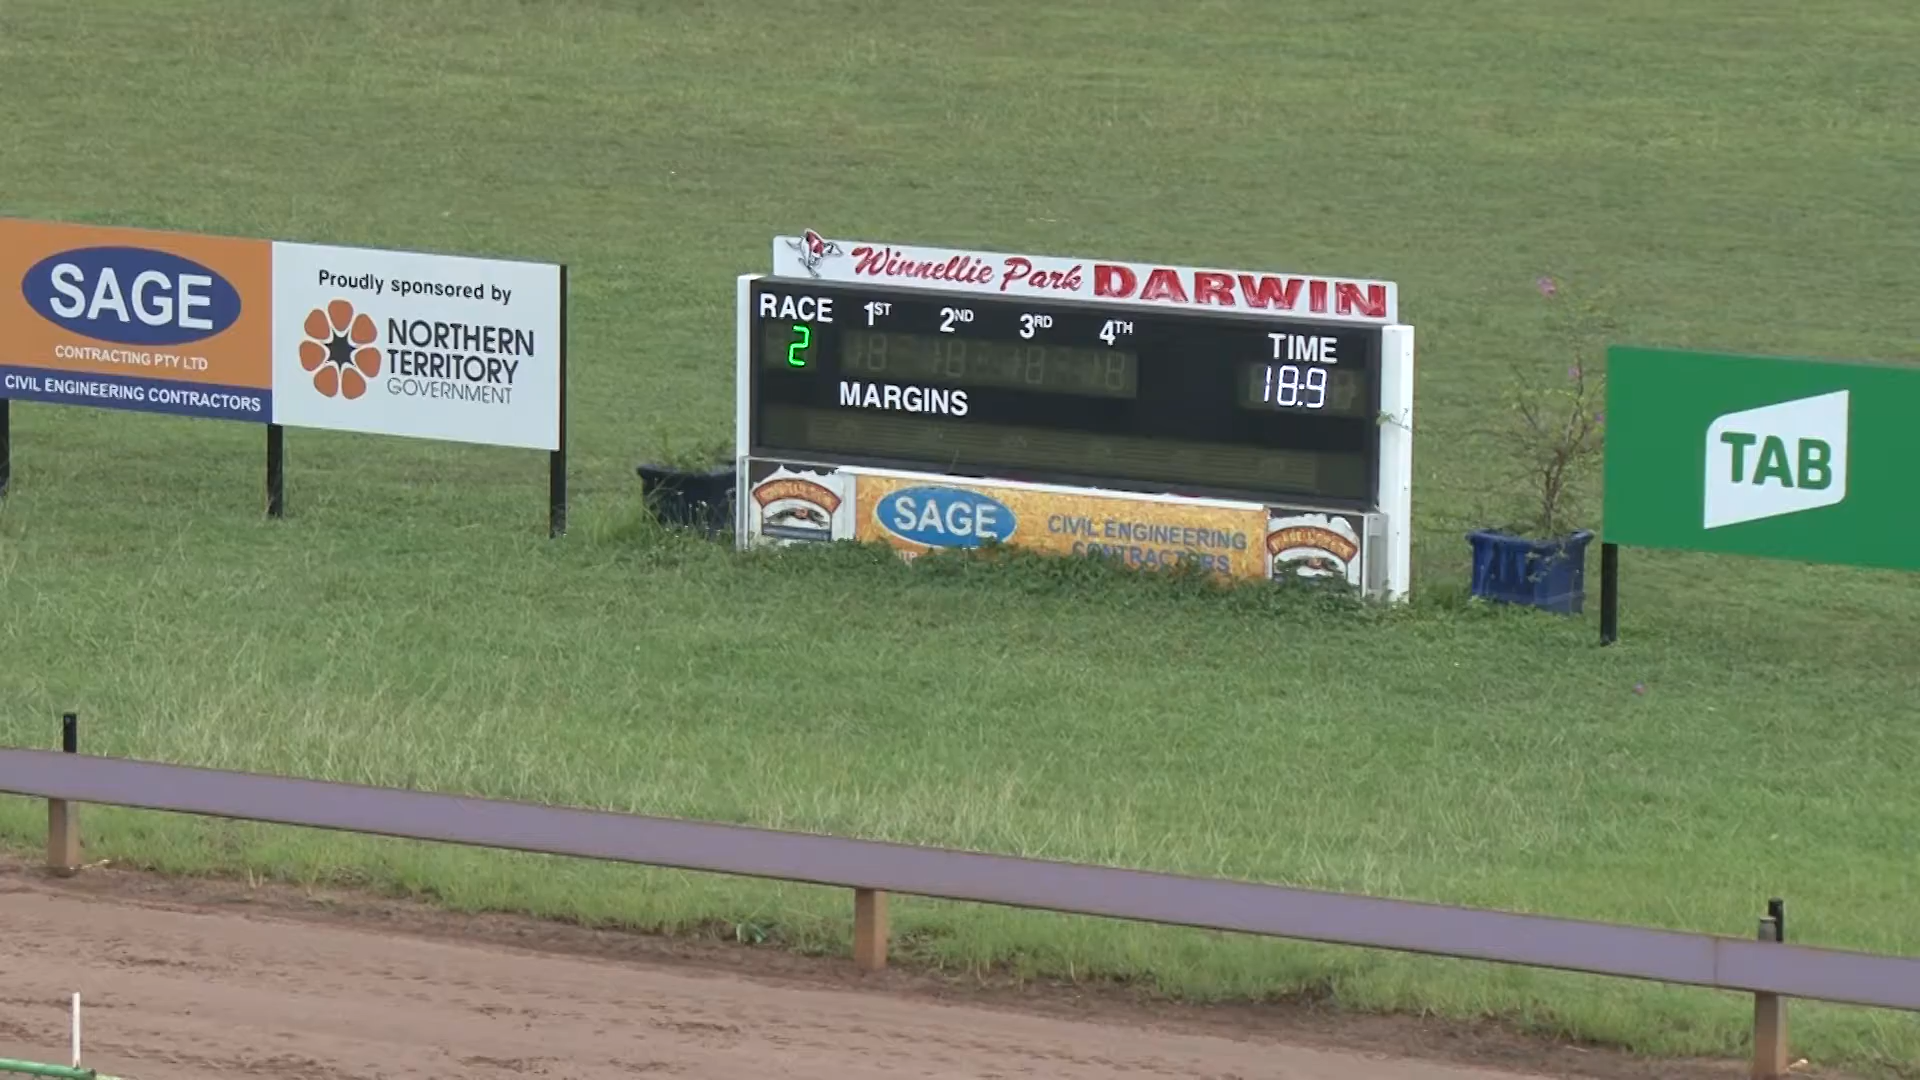 SAGE
CONTRACTING PTY LTD
CIVIL ENGINEERING CONTRACTORS
Proudly sponsored by
NORTHERN
TERRITORY
GOVERNMENT
Winnellie Park DARWIN
RACE 1ST 2ND 3RD 4TH TIME
2 18:9
MARGINS
SAGE
CIVIL ENGINEERING
CONTRACTORS
TAB